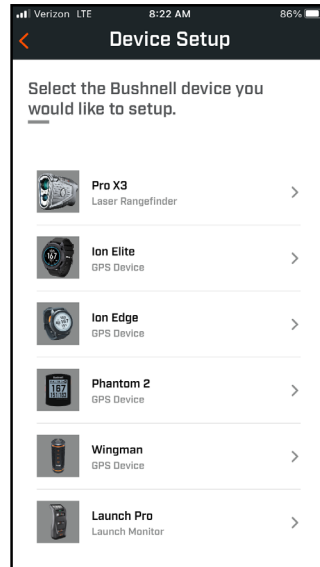 Verizon LTE 8:22 AM 86%
Device Setup
Select the Bushnell device you
would like to setup.
Pro X3
Laser Rangefinder
Ion Elite
GPS Device
Ion Edge
GPS Device
Phantom 2
GPS Device
Wingman
GPS Device
Launch Pro
Launch Monitor